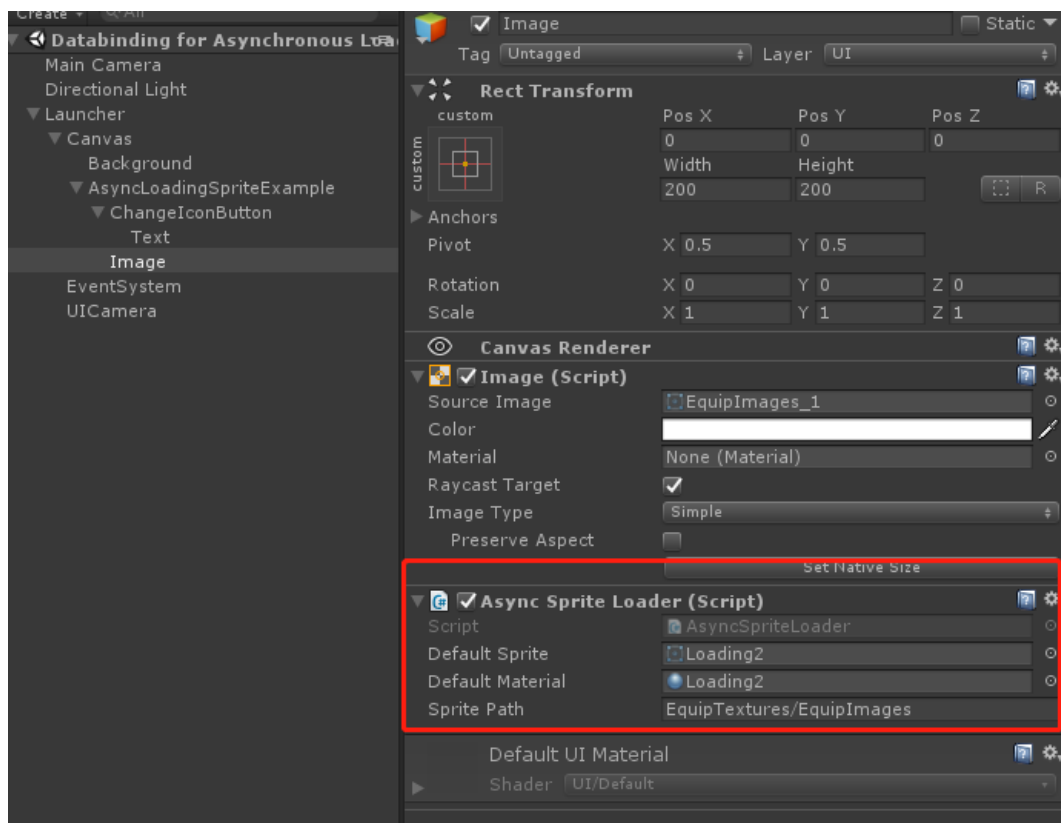 Create
All
Databinding for Asynchronous Loa
Main Camera
Directional Light
Launcher
Canvas
Background
AsyncLoadingSpriteExample
ChangeIconButton
Text
Image
EventSystem
UICamera
Image Static
Tag Untagged Layer UI
Rect Transform
custom Pos X Pos Y Pos Z
custom
0 0 0
Width Height
200 200 R
Anchors
Pivot X 0.5 Y 0.5
Rotation X 0 Y 0 Z 0
Scale X 1 Y 1 Z 1
Canvas Renderer
Image (Script)
Source Image EquipImages_1
Color
Material None (Material)
Raycast Target
Image Type Simple
Preserve Aspect
Set Native Size
Async Sprite Loader (Script)
Script AsyncSpriteLoader
Default Sprite Loading2
Default Material Loading2
Sprite Path EquipTextures/EquipImages
Default UI Material
Shader UI/Default